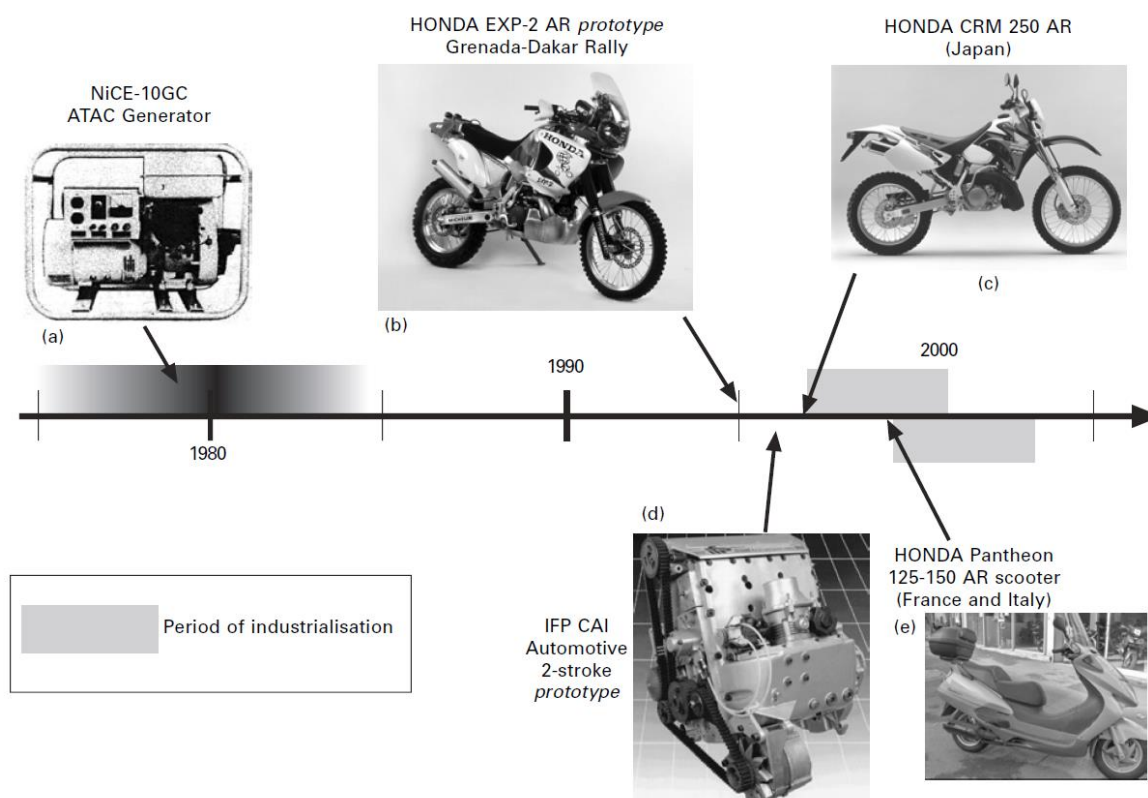 HONDA EXP-2 AR prototype
Grenada-Dakar Rally
HONDA CRM 250 AR
(Japan)
NiCE-10GC
ATAC Generator
HONDA
(a)
(b)
(c)
1990
2000
1980
(d)
HONDA Pantheon
125-150 AR scooter
(France and Italy)
(e)
Period of industrialisation
IFP CAI
Automotive
2-stroke
prototype